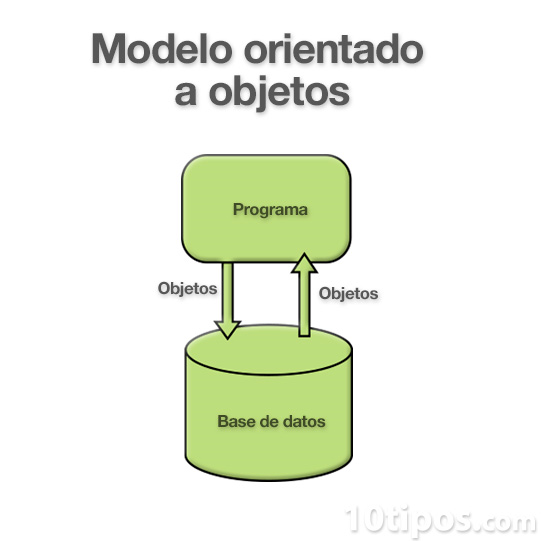 Modelo orientado
a objetos
Programa
Objetos
Objetos
Base de datos
10tipos.com